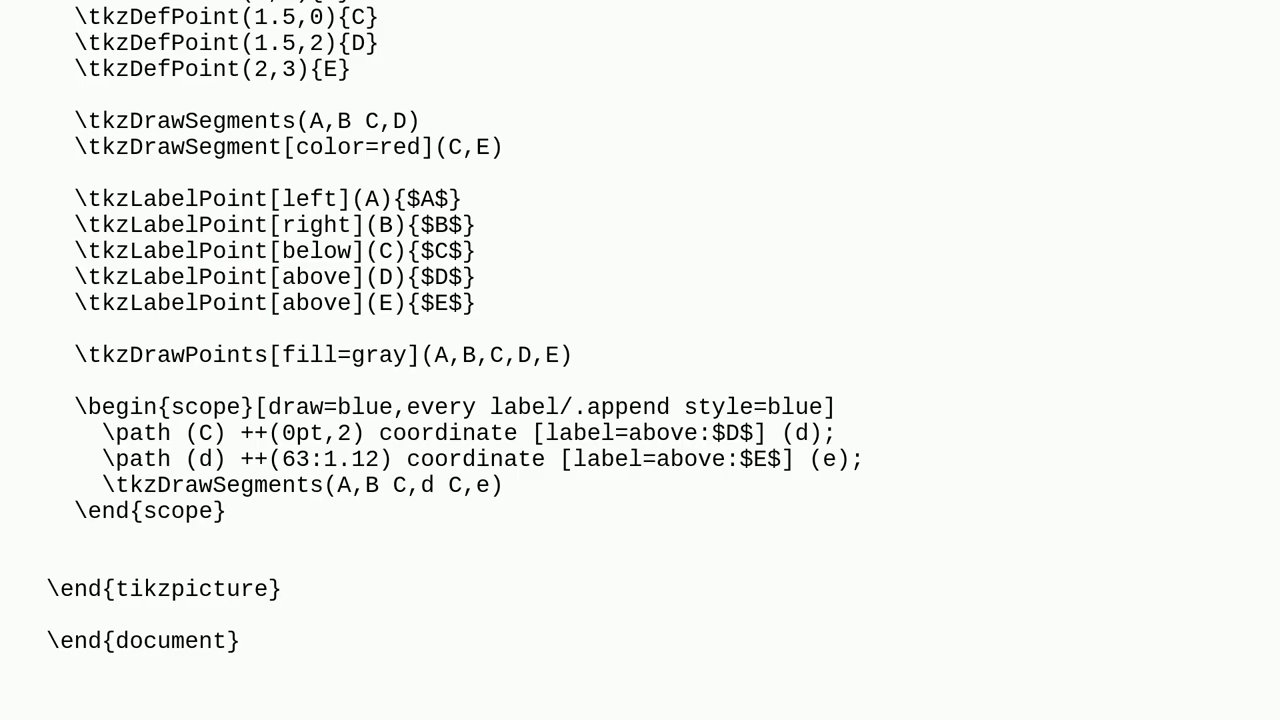 \tkzDefPoint(1.5,0){C}
\tkzDefPoint(1.5,2){D}
\tkzDefPoint(2,3){E}
\tkzDrawSegments(A,B C,D)
\tkzDrawSegment[color=red](C,E)
\tkzLabelPoint[left](A){$A$}
\tkzLabelPoint[right](B){$B$}
\tkzLabelPoint[below](C){$C$}
\tkzLabelPoint[above](D){$D$}
\tkzLabelPoint[above](E){$E$}
\tkzDrawPoints[fill=gray](A,B,C,D,E)
\begin{scope}[draw=blue,every label/.append style=blue]
\path (C) ++(0pt,2) coordinate [label=above:$D$] (d);
\path (d) ++(63:1.12) coordinate [label=above:$E$] (e);
\tkzDrawSegments(A,B C,d C,e)
\end{scope}
\end{tikzpicture}
\end{document}